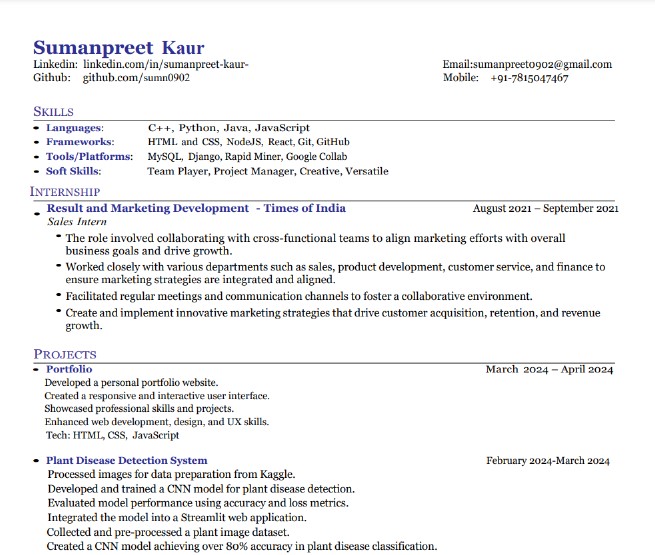 Sumanpreet Kaur
Linkedin: linkedin.com/in/sumanpreet-kaur-
Email:sumanpreet0902@gmail.com
Github: github.com/sumn0902
Mobile: +91-7815047467
SKILLS
• Languages: C++, Python, Java, JavaScript
• Frameworks: HTML and CSS, NodeJS, React, Git, GitHub
• Tools/Platforms: MySQL, Django, Rapid Miner, Google Collab
• Soft Skills: Team Player, Project Manager, Creative, Versatile
INTERNSHIP
• Result and Marketing Development - Times of India August 2021 – September 2021
Sales Intern
• The role involved collaborating with cross-functional teams to align marketing efforts with overall
business goals and drive growth.
• Worked closely with various departments such as sales, product development, customer service, and finance to
ensure marketing strategies are integrated and aligned.
• Facilitated regular meetings and communication channels to foster a collaborative environment.
• Create and implement innovative marketing strategies that drive customer acquisition, retention, and revenue
growth.
PROJECTS
• Portfolio March 2024 – April 2024
Developed a personal portfolio website.
Created a responsive and interactive user interface.
Showcased professional skills and projects.
Enhanced web development, design, and UX skills.
Tech: HTML, CSS, JavaScript
• Plant Disease Detection System February 2024-March 2024
Processed images for data preparation from Kaggle.
Developed and trained a CNN model for plant disease detection.
Evaluated model performance using accuracy and loss metrics.
Integrated the model into a Streamlit web application.
Collected and pre-processed a plant image dataset.
Created a CNN model achieving over 80% accuracy in plant disease classification.